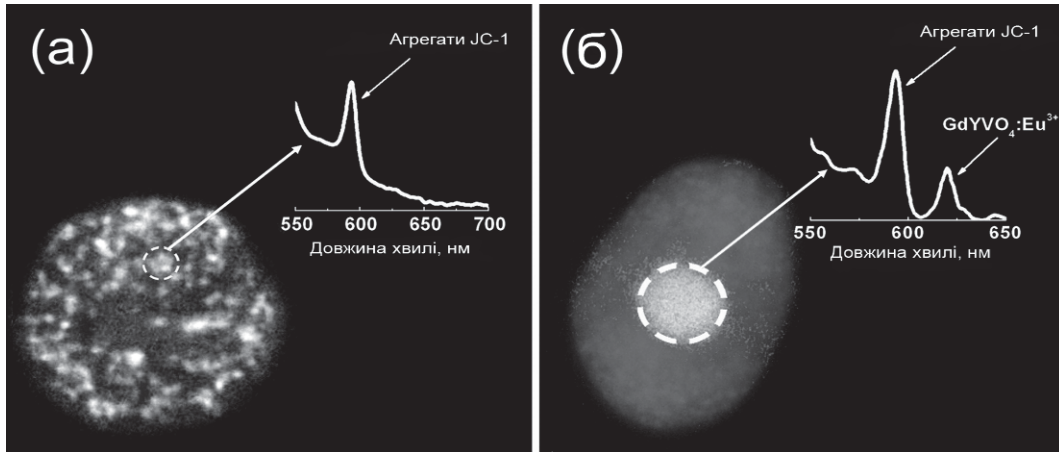 (а)
Агрегати JC-1
550 600 650 700
Довжина хвилі, нм
(б)
Агрегати JC-1
GdYVO₄:Eu³⁺
550 600 650
Довжина хвилі, нм